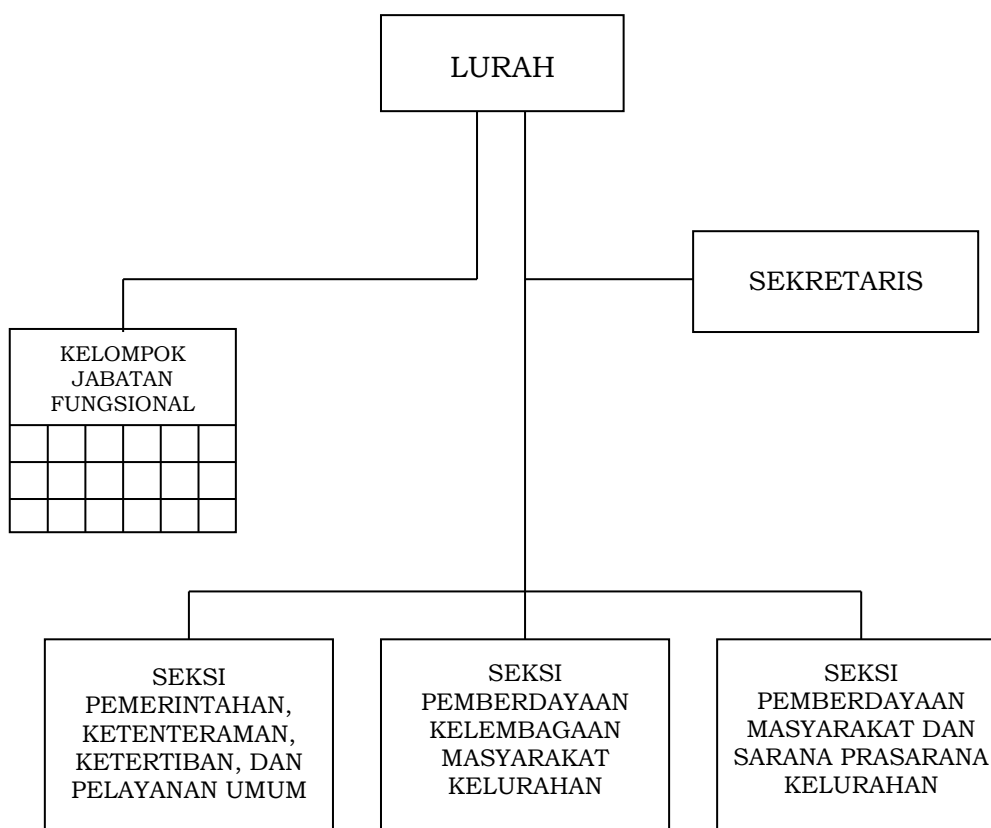 LURAH
SEKRETARIS
KELOMPOK
JABATAN
FUNGSIONAL
SEKSI
PEMERINTAHAN,
KETENTERAMAN,
KETERTIBAN, DAN
PELAYANAN UMUM
SEKSI
PEMBERDAYAAN
KELEMBAGAAN
MASYARAKAT
KELURAHAN
SEKSI
PEMBERDAYAAN
MASYARAKAT DAN
SARANA PRASARANA
KELURAHAN